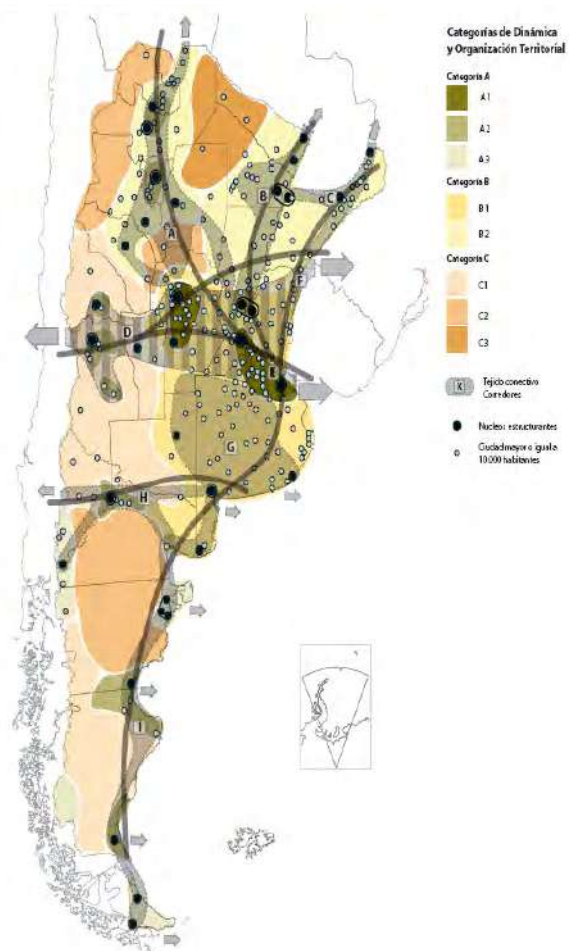 Categorías de Dinámica
y Organización Territorial
Categoría A
A1
A2
A3
Categoría B
B1
B2
Categoría C
C1
C2
C3
K
Tejido conectivo
Corredores
Nucleos estructurantes
Ciudad mayor o igual a
10.000 habitantes
A
B
C
D
E
F
G
H
I